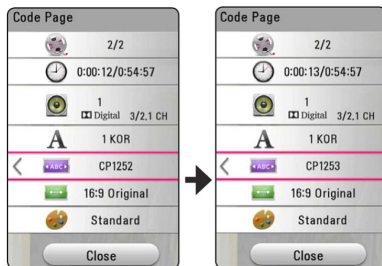 Code Page
2/2
0:00:12/0:54:57
1
Digital 3/2.1 CH
A 1 KOR
ABC CP1252
16:9 Original
Standard
Close
Code Page
2/2
0:00:13/0:54:57
1
Digital 3/2.1 CH
A 1 KOR
ABC CP1253
16:9 Original
Standard
Close